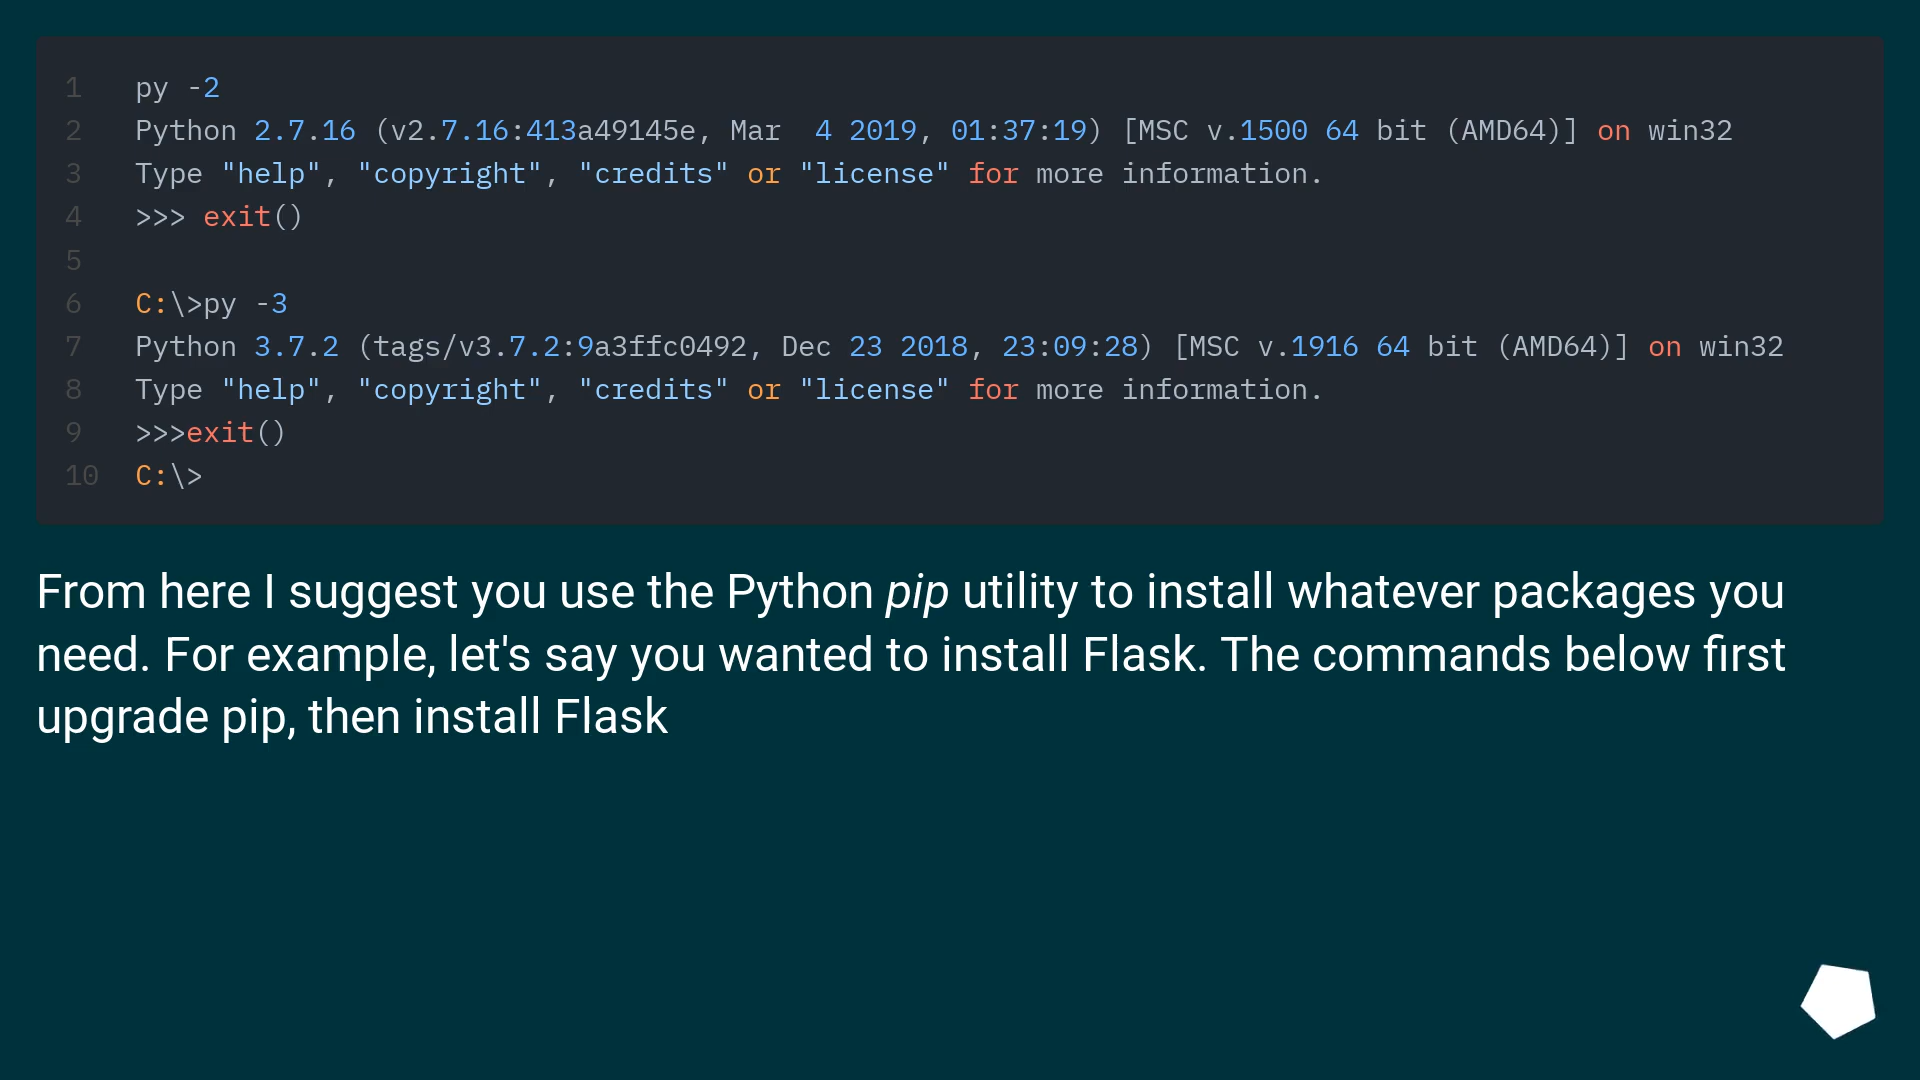 1 py -2
2 Python 2.7.16 (v2.7.16:413a49145e, Mar  4 2019, 01:37:19) [MSC v.1500 64 bit (AMD64)] on win32
3 Type "help", "copyright", "credits" or "license" for more information.
4 >>> exit()
5
6 C:\>py -3
7 Python 3.7.2 (tags/v3.7.2:9a3ffc0492, Dec 23 2018, 23:09:28) [MSC v.1916 64 bit (AMD64)] on win32
8 Type "help", "copyright", "credits" or "license" for more information.
9 >>>exit()
10 C:\>
From here I suggest you use the Python pip utility to install whatever packages you
need. For example, let's say you wanted to install Flask. The commands below first
upgrade pip, then install Flask